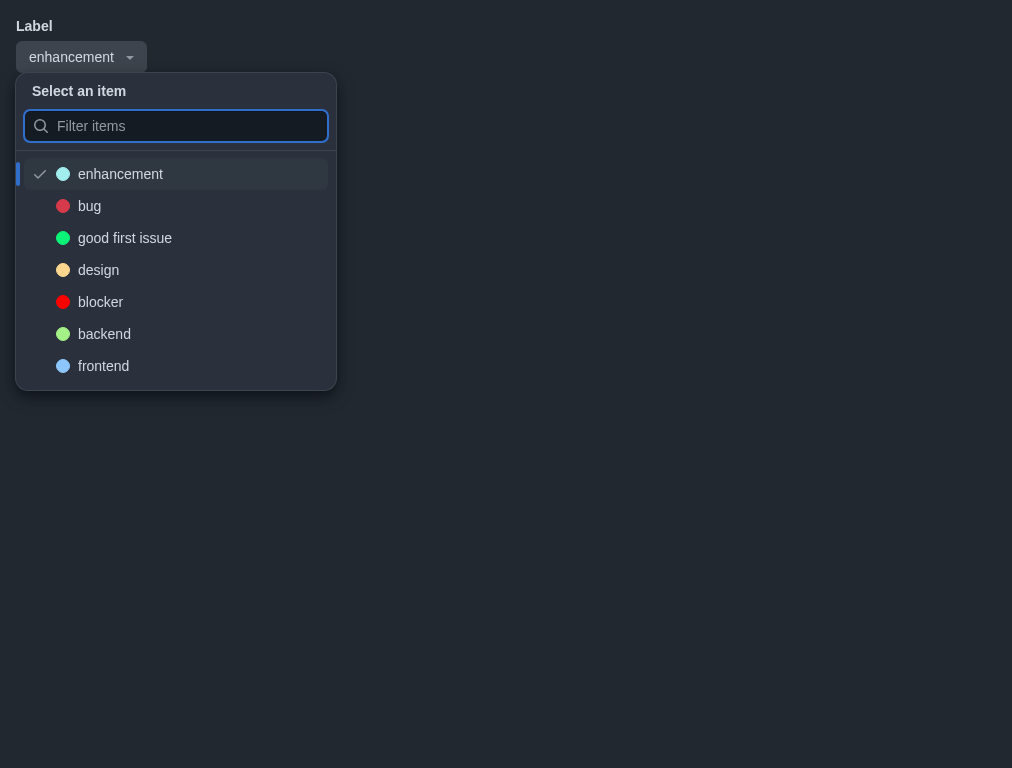 Label
enhancement
Select an item
Filter items
enhancement
bug
good first issue
design
blocker
backend
frontend